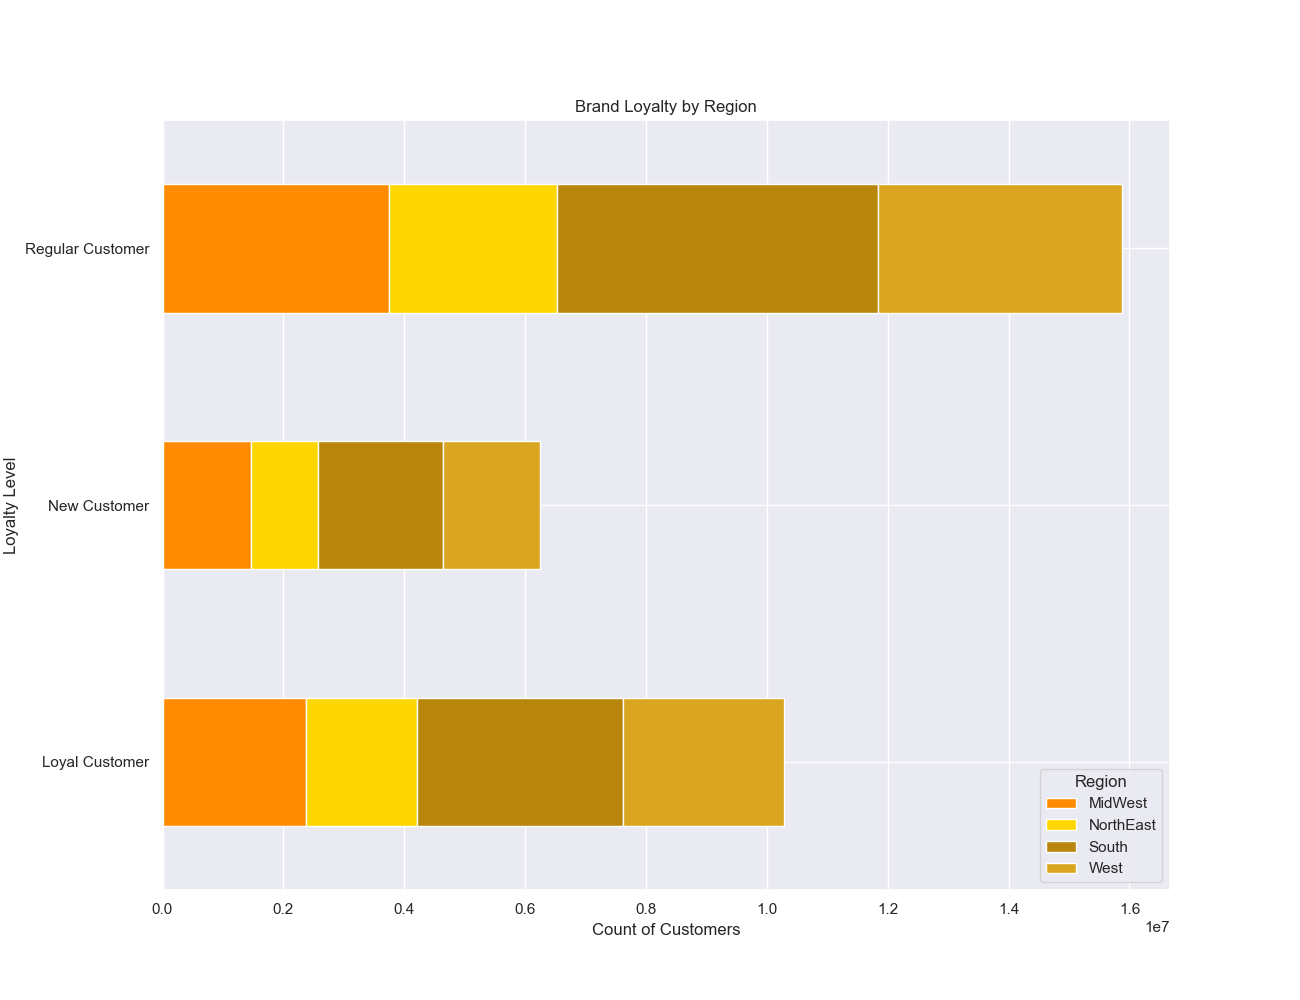 Brand Loyalty by Region
Loyalty Level
Regular Customer
New Customer
Loyal Customer
Region
MidWest
NorthEast
South
West
0.0 0.2 0.4 0.6 0.8 1.0 1.2 1.4 1.6
1e7
Count of Customers